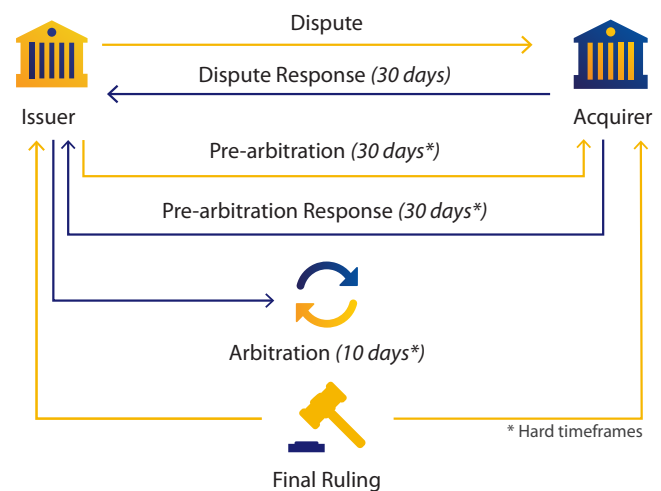 Dispute
Dispute Response (30 days)
Issuer
Acquirer
Pre-arbitration (30 days*)
Pre-arbitration Response (30 days*)
Arbitration (10 days*)
* Hard timeframes
Final Ruling